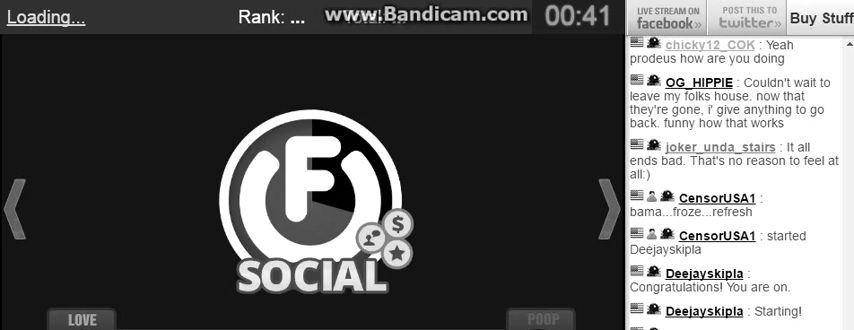 Loading...
Rank: ...
www.Bandicam.com
00:41
LIVE STREAM ON
facebook»
POST THIS TO
twitter»
Buy Stuff
F
SOCIAL
$
LOVE
POOP
chicky12_COK : Yeah
prodeus how are you doing
OG_HIPPIE : Couldn't wait to
leave my folks house. now that
they're gone, i' give anything to go
back. funny how that works
joker_unda_stairs : It all
ends bad. That's no reason to feel at
all:)
CensorUSA1 :
bama...froze...refresh
CensorUSA1 : started
Deejayskipla
Deejayskipla :
Congratulations! You are on.
Deejayskipla : Starting!